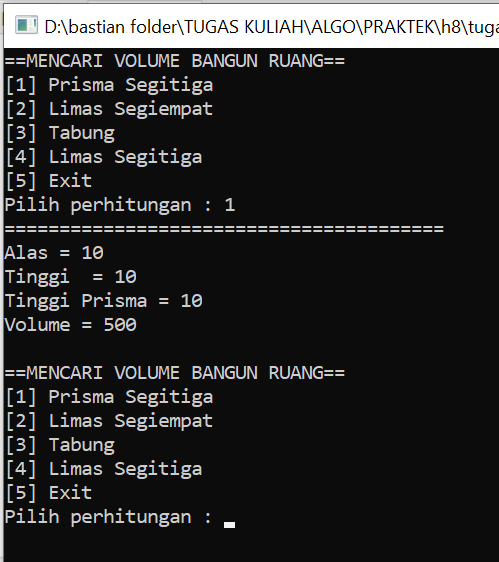 D:\bastian folder\TUGAS KULIAH\ALGO\PRAKTEK\h8\tuga
==MENCARI VOLUME BANGUN RUANG==
[1] Prisma Segitiga
[2] Limas Segiempat
[3] Tabung
[4] Limas Segitiga
[5] Exit
Pilih perhitungan : 1
========================================
Alas = 10
Tinggi  = 10
Tinggi Prisma = 10
Volume = 500

==MENCARI VOLUME BANGUN RUANG==
[1] Prisma Segitiga
[2] Limas Segiempat
[3] Tabung
[4] Limas Segitiga
[5] Exit
Pilih perhitungan :